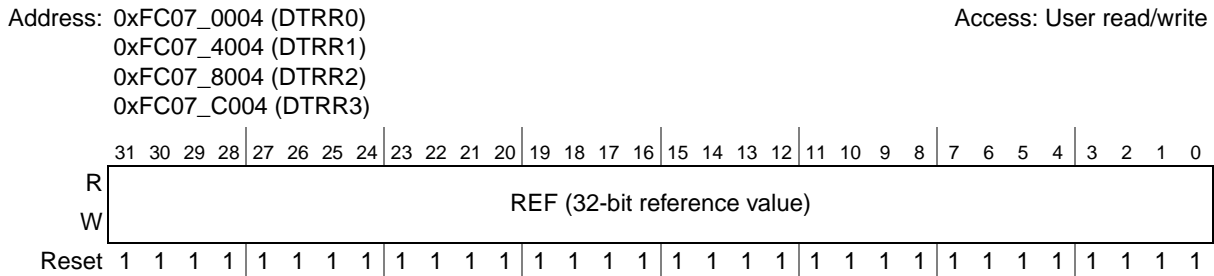 Address: 0xFC07_0004 (DTRR0) Access: User read/write
0xFC07_4004 (DTRR1)
0xFC07_8004 (DTRR2)
0xFC07_C004 (DTRR3)
31 30 29 28 27 26 25 24 23 22 21 20 19 18 17 16 15 14 13 12 11 10 9 8 7 6 5 4 3 2 1 0
R
REF (32-bit reference value)
W
Reset 1 1 1 1 1 1 1 1 1 1 1 1 1 1 1 1 1 1 1 1 1 1 1 1 1 1 1 1 1 1 1 1